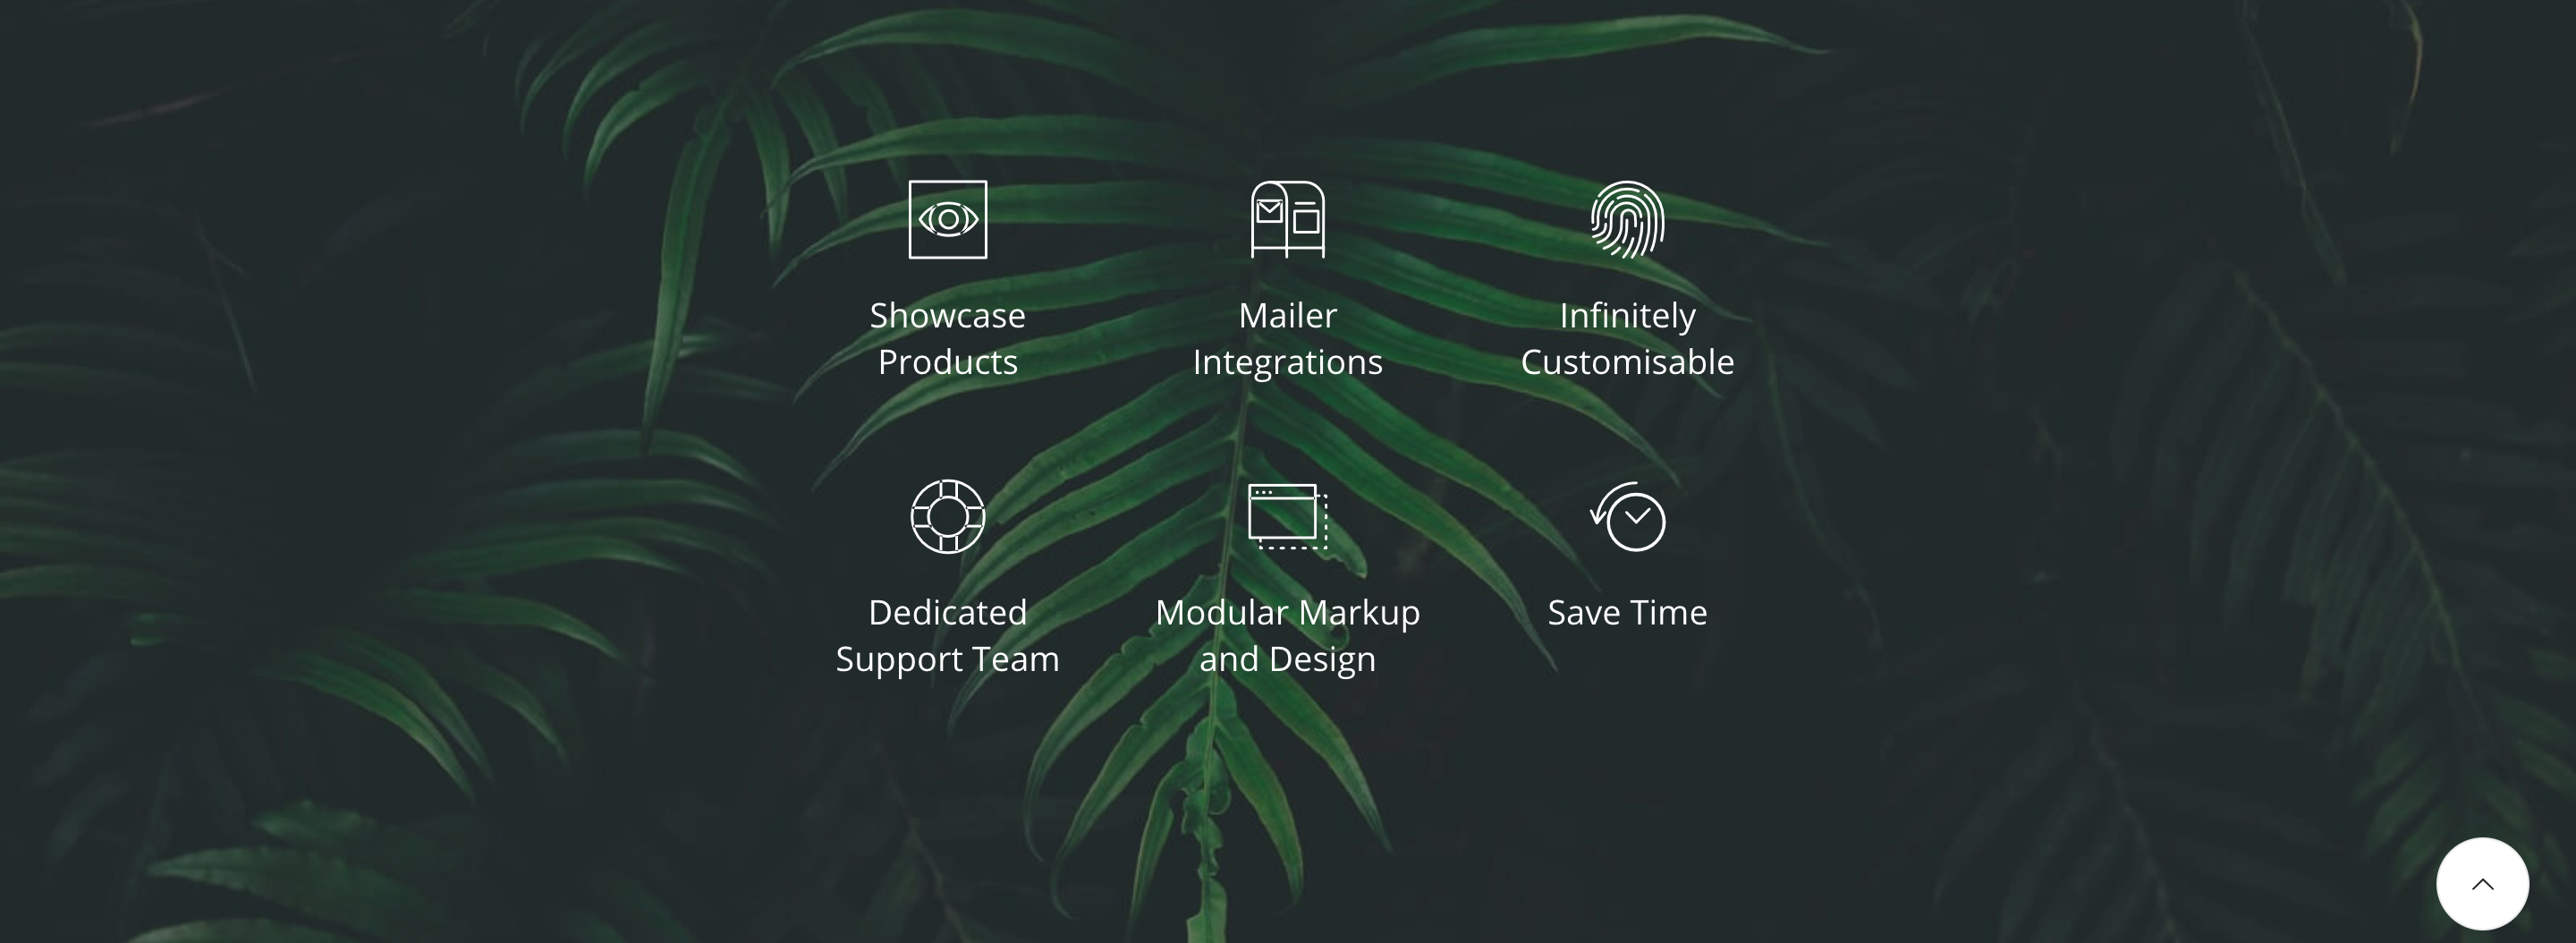 Showcase
Products
Mailer
Integrations
Infinitely
Customisable
Dedicated
Support Team
Modular Markup
and Design
Save Time